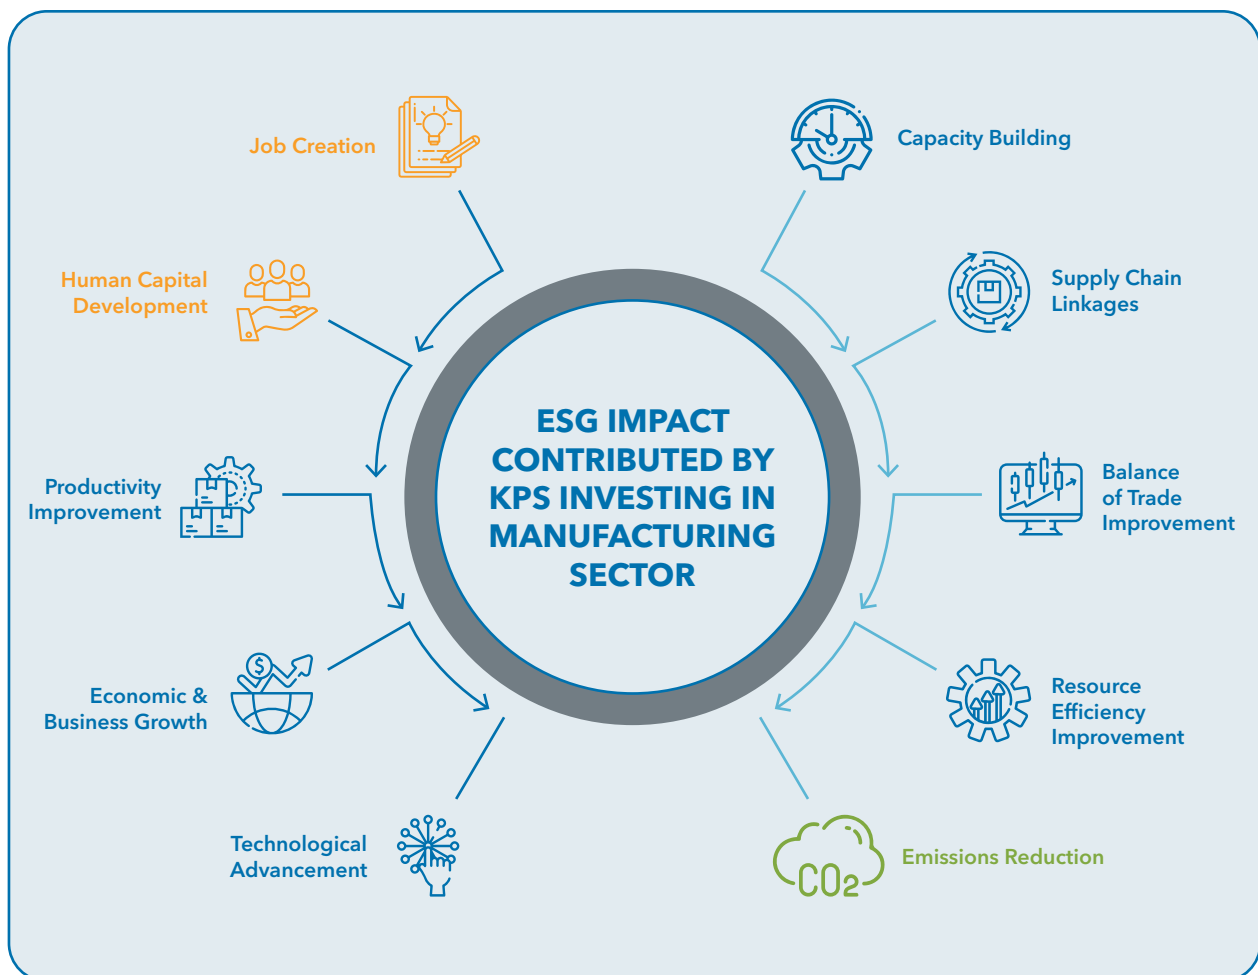 Job Creation
Human Capital
Development
Productivity
Improvement
Economic &
Business Growth
Technological
Advancement
ESG IMPACT
CONTRIBUTED BY
KPS INVESTING IN
MANUFACTURING
SECTOR
Capacity Building
Supply Chain
Linkages
Balance
of Trade
Improvement
Resource
Efficiency
Improvement
CO2
Emissions Reduction
$